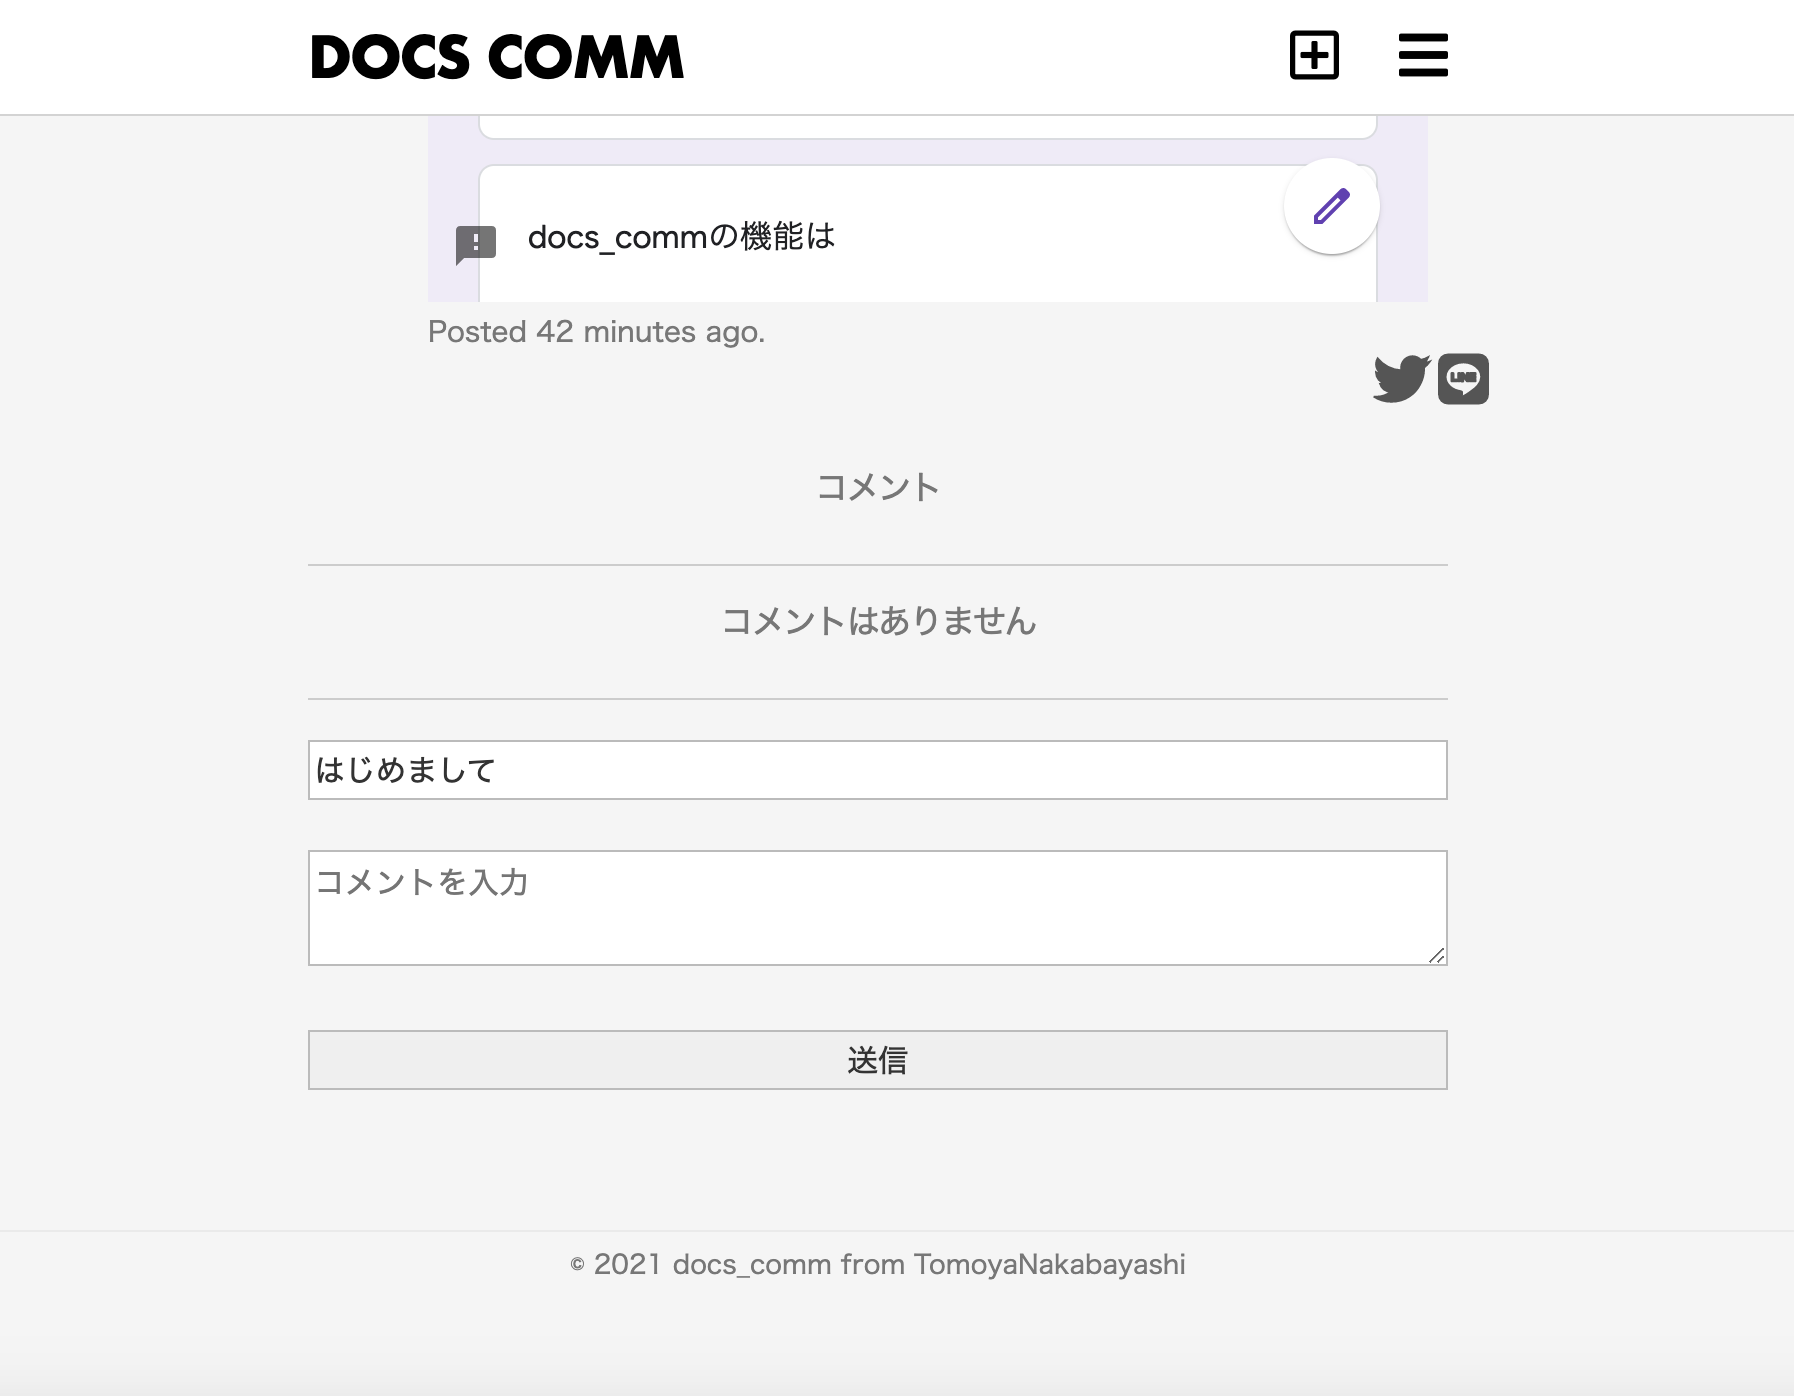 DOCS COMM
docs_commの機能は
Posted 42 minutes ago.
LINE
コメント
コメントはありません
はじめまして
コメントを入力
送信
© 2021 docs_comm from TomoyaNakabayashi